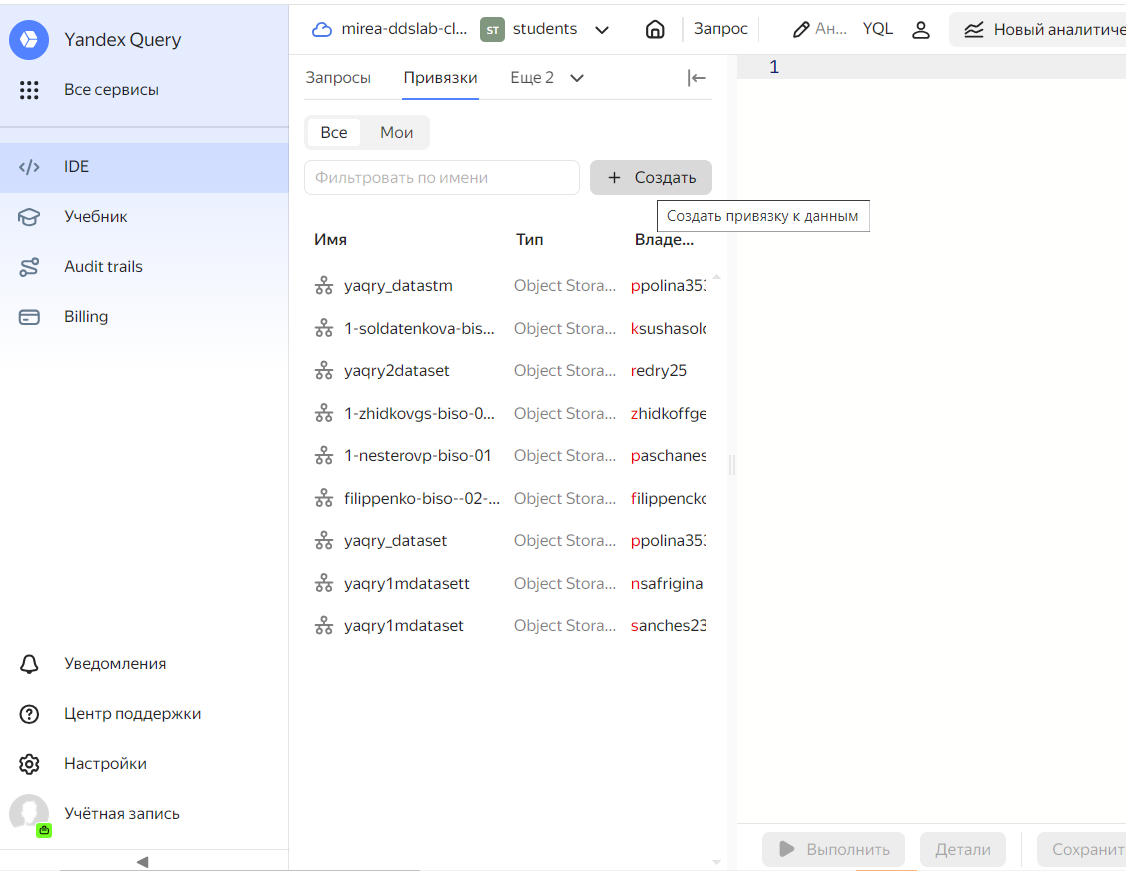 Yandex Query
Все сервисы
IDE
Учебник
Audit trails
Billing
Уведомления
Центр поддержки
Настройки
Учётная запись
mirea-ddslab-cl... ST students
Запрос
Ан... YQL Новый аналитиче
Запросы Привязки Еще 2
Все Мои
Фильтровать по имени + Создать
Создать привязку к данным
Имя Тип Владе...
yaqry_datastm Object Stora... ppolina353
1-soldatenkova-bis... Object Stora... ksushasolo
yaqry2dataset Object Stora... redry25
1-zhidkovgs-biso-0... Object Stora... zhidkoffge
1-nesterovp-biso-01 Object Stora... paschanes
filippenko-biso--02-... Object Stora... filippencko
yaqry_dataset Object Stora... ppolina353
yaqry1mdatasett Object Stora... nsafrigina
yaqry1mdataset Object Stora... sanches23
1
Выполнить Детали Сохранит